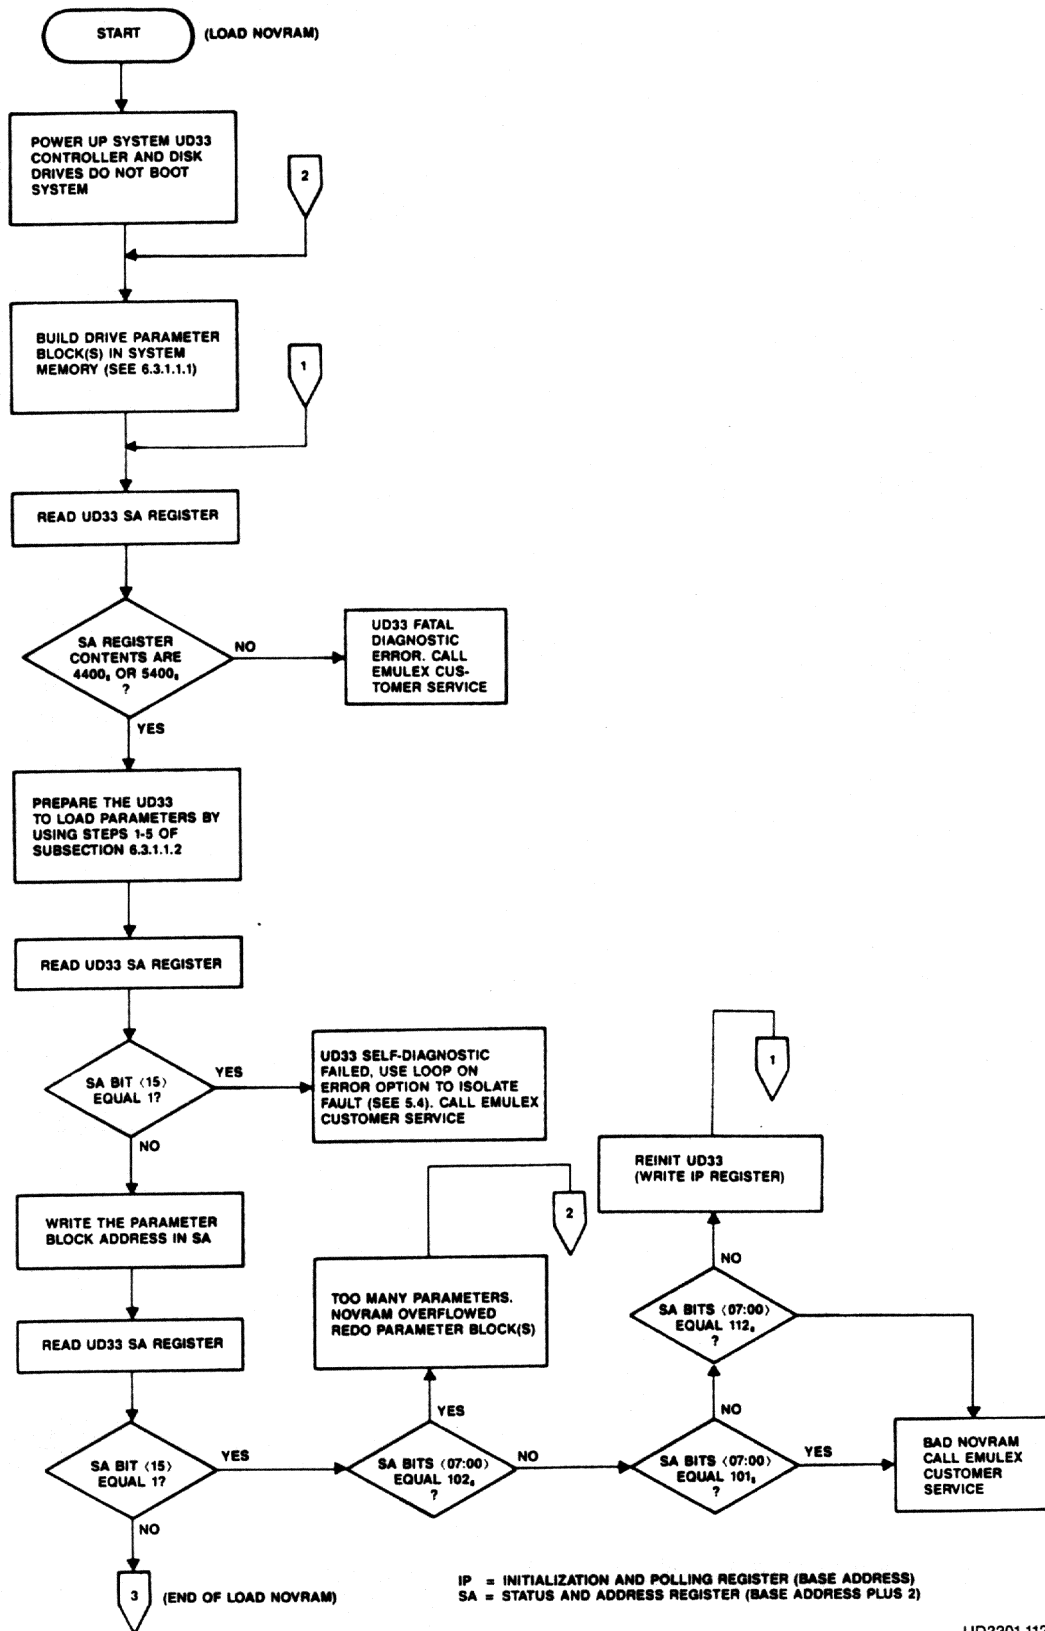 START
(LOAD NOVRAM)
POWER UP SYSTEM UD33
CONTROLLER AND DISK
DRIVES DO NOT BOOT
SYSTEM
2
BUILD DRIVE PARAMETER
BLOCK(S) IN SYSTEM
MEMORY (SEE 6.3.1.1.1)
1
READ UD33 SA REGISTER
SA REGISTER
CONTENTS ARE
4400₈ OR 5400₈
?
NO
UD33 FATAL
DIAGNOSTIC
ERROR. CALL
EMULEX CUS-
TOMER SERVICE
YES
PREPARE THE UD33
TO LOAD PARAMETERS BY
USING STEPS 1-5 OF
SUBSECTION 6.3.1.1.2
READ UD33 SA REGISTER
SA BIT ⟨15⟩
EQUAL 1?
YES
UD33 SELF-DIAGNOSTIC
FAILED, USE LOOP ON
ERROR OPTION TO ISOLATE
FAULT (SEE 5.4). CALL EMULEX
CUSTOMER SERVICE
NO
WRITE THE PARAMETER
BLOCK ADDRESS IN SA
READ UD33 SA REGISTER
SA BIT ⟨15⟩
EQUAL 1?
YES
SA BITS ⟨07:00⟩
EQUAL 102₈
?
YES
TOO MANY PARAMETERS.
NOVRAM OVERFLOWED
REDO PARAMETER BLOCK(S)
2
NO
SA BITS ⟨07:00⟩
EQUAL 101₈
?
NO
SA BITS ⟨07:00⟩
EQUAL 112₈
?
NO
REINIT UD33
(WRITE IP REGISTER)
1
YES
BAD NOVRAM
CALL EMULEX
CUSTOMER
SERVICE
NO
3
(END OF LOAD NOVRAM)
IP = INITIALIZATION AND POLLING REGISTER (BASE ADDRESS)
SA = STATUS AND ADDRESS REGISTER (BASE ADDRESS PLUS 2)